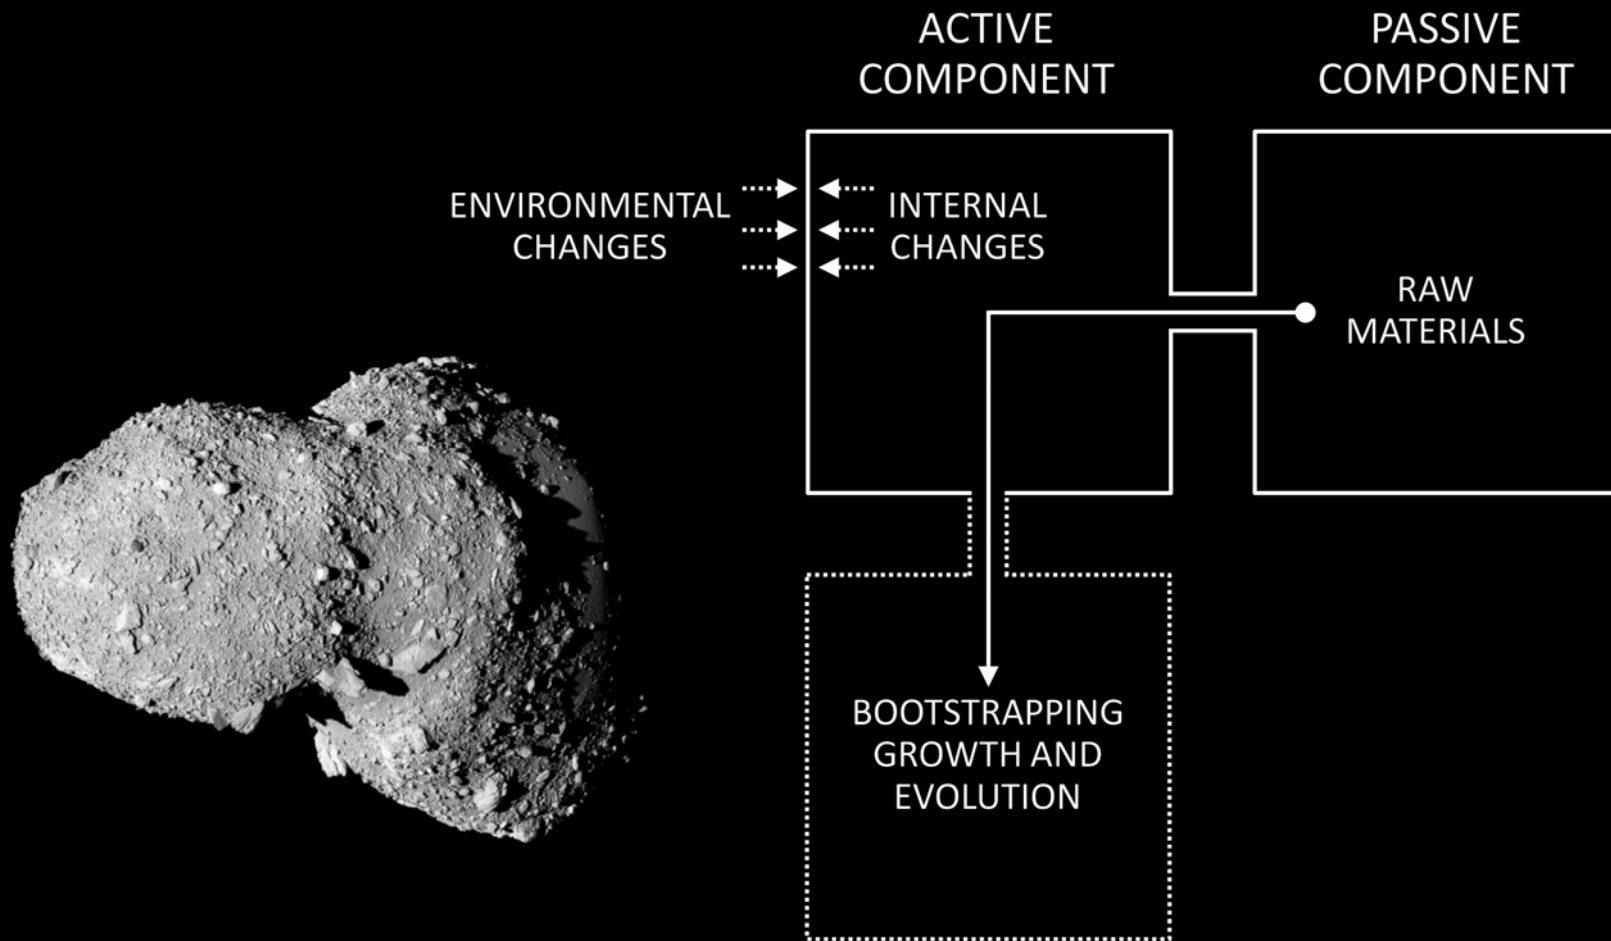 ACTIVE
COMPONENT
PASSIVE
COMPONENT
ENVIRONMENTAL
CHANGES
INTERNAL
CHANGES
RAW
MATERIALS
BOOTSTRAPPING
GROWTH AND
EVOLUTION